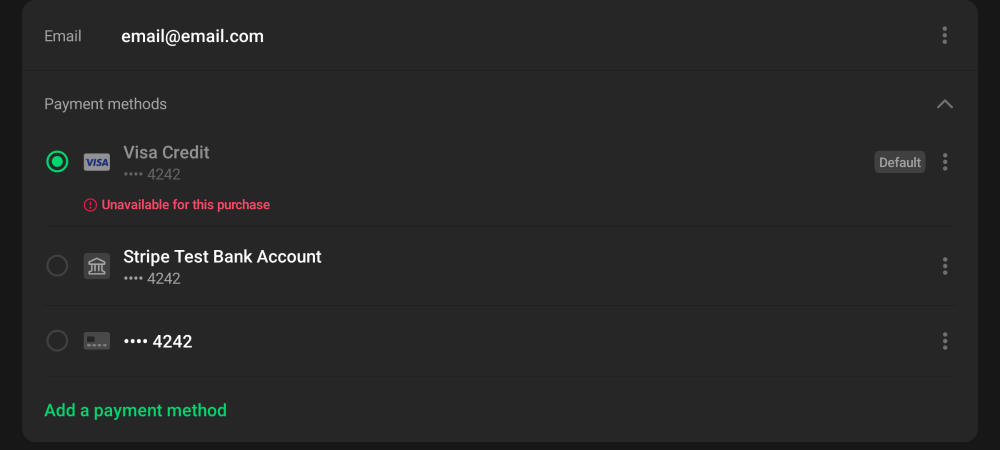 Email email@email.com
Payment methods
VISA Visa Credit Default
•••• 4242
Unavailable for this purchase
Stripe Test Bank Account
•••• 4242
•••• 4242
Add a payment method